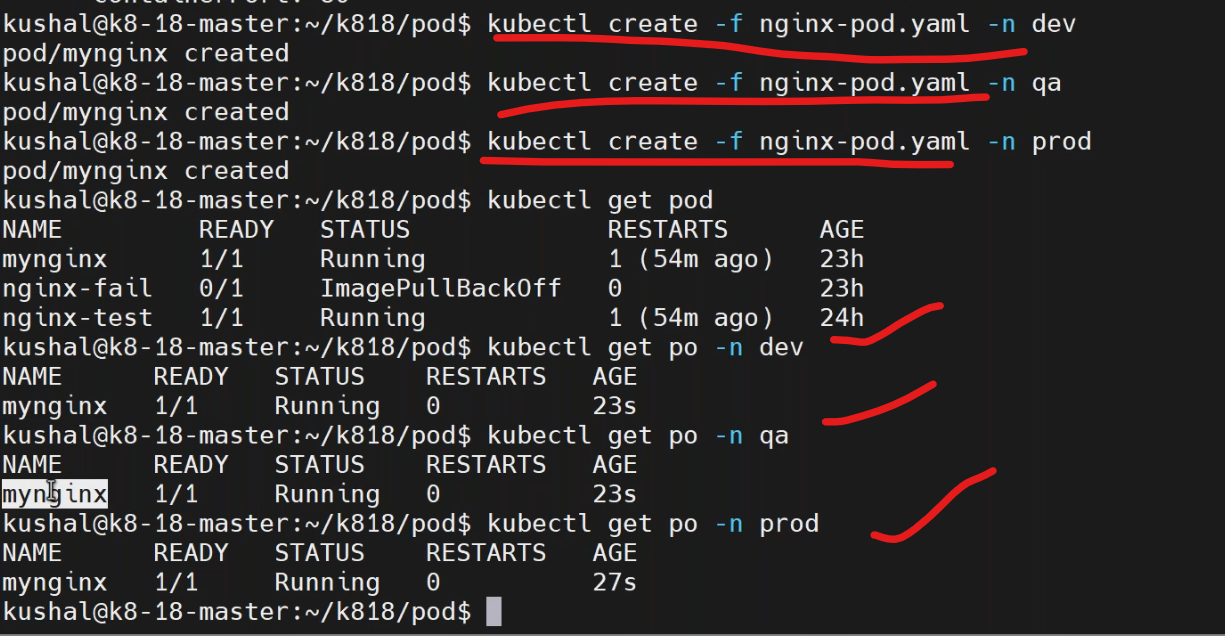 containerPort: 80
kushal@k8-18-master:~/k818/pod$ kubectl create -f nginx-pod.yaml -n dev
pod/mynginx created
kushal@k8-18-master:~/k818/pod$ kubectl create -f nginx-pod.yaml -n qa
pod/mynginx created
kushal@k8-18-master:~/k818/pod$ kubectl create -f nginx-pod.yaml -n prod
pod/mynginx created
kushal@k8-18-master:~/k818/pod$ kubectl get pod
NAME READY STATUS RESTARTS AGE
mynginx 1/1 Running 1 (54m ago) 23h
nginx-fail 0/1 ImagePullBackOff 0 23h
nginx-test 1/1 Running 1 (54m ago) 24h
kushal@k8-18-master:~/k818/pod$ kubectl get po -n dev
NAME READY STATUS RESTARTS AGE
mynginx 1/1 Running 0 23s
kushal@k8-18-master:~/k818/pod$ kubectl get po -n qa
NAME READY STATUS RESTARTS AGE
mynginx 1/1 Running 0 23s
kushal@k8-18-master:~/k818/pod$ kubectl get po -n prod
NAME READY STATUS RESTARTS AGE
mynginx 1/1 Running 0 27s
kushal@k8-18-master:~/k818/pod$